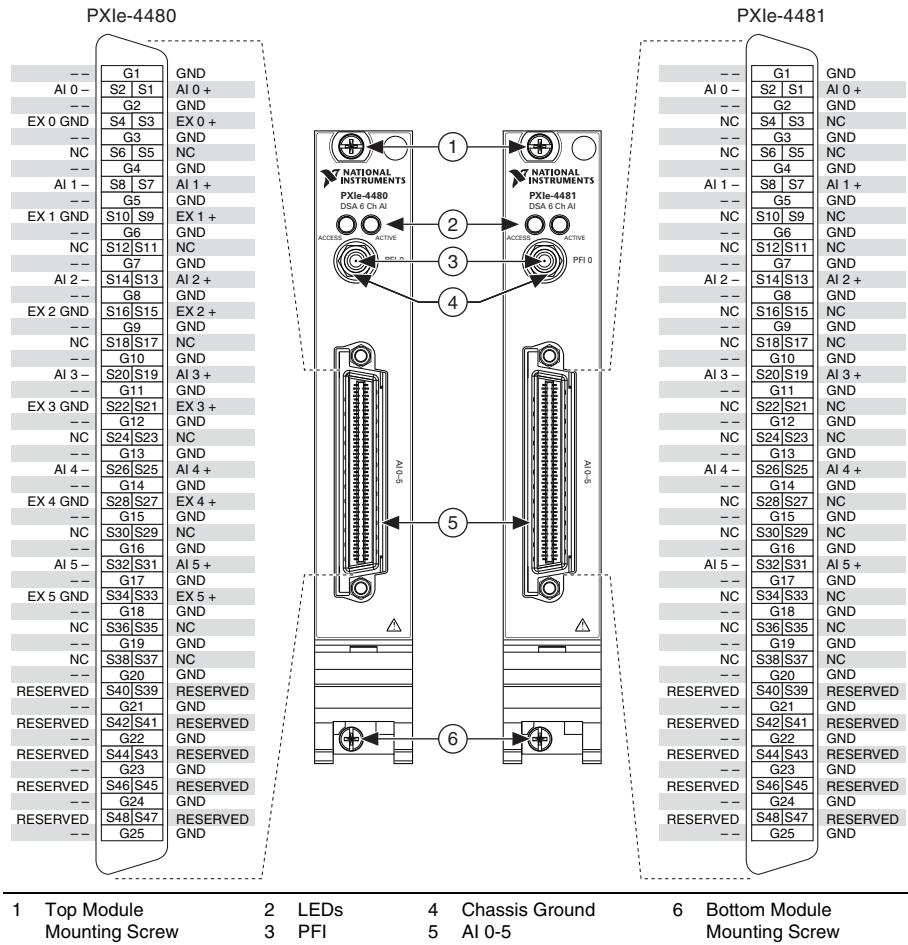 PXIe-4480
– – G1 GND
AI 0 – S2 S1 AI 0 +
– – G2 GND
EX 0 GND S4 S3 EX 0 +
– – G3 GND
NC S6 S5 NC
– – G4 GND
AI 1 – S8 S7 AI 1 +
– – G5 GND
EX 1 GND S10 S9 EX 1 +
– – G6 GND
NC S12 S11 NC
– – G7 GND
AI 2 – S14 S13 AI 2 +
– – G8 GND
EX 2 GND S16 S15 EX 2 +
– – G9 GND
NC S18 S17 NC
– – G10 GND
AI 3 – S20 S19 AI 3 +
– – G11 GND
EX 3 GND S22 S21 EX 3 +
– – G12 GND
NC S24 S23 NC
– – G13 GND
AI 4 – S26 S25 AI 4 +
– – G14 GND
EX 4 GND S28 S27 EX 4 +
– – G15 GND
NC S30 S29 NC
– – G16 GND
AI 5 – S32 S31 AI 5 +
– – G17 GND
EX 5 GND S34 S33 EX 5 +
– – G18 GND
NC S36 S35 NC
– – G19 GND
NC S38 S37 NC
– – G20 GND
RESERVED S40 S39 RESERVED
– – G21 GND
RESERVED S42 S41 RESERVED
– – G22 GND
RESERVED S44 S43 RESERVED
– – G23 GND
RESERVED S46 S45 RESERVED
– – G24 GND
RESERVED S48 S47 RESERVED
– – G25 GND
NATIONAL
INSTRUMENTS
PXIe-4480
DSA 6 Ch AI
ACCESS ACTIVE
PFI 0
AI 0–5
1
2
3
4
5
6
NATIONAL
INSTRUMENTS
PXIe-4481
DSA 6 Ch AI
ACCESS ACTIVE
PFI 0
AI 0–5
PXIe-4481
– – G1 GND
AI 0 – S2 S1 AI 0 +
– – G2 GND
NC S4 S3 NC
– – G3 GND
NC S6 S5 NC
– – G4 GND
AI 1 – S8 S7 AI 1 +
– – G5 GND
NC S10 S9 NC
– – G6 GND
NC S12 S11 NC
– – G7 GND
AI 2 – S14 S13 AI 2 +
– – G8 GND
NC S16 S15 NC
– – G9 GND
NC S18 S17 NC
– – G10 GND
AI 3 – S20 S19 AI 3 +
– – G11 GND
NC S22 S21 NC
– – G12 GND
NC S24 S23 NC
– – G13 GND
AI 4 – S26 S25 AI 4 +
– – G14 GND
NC S28 S27 NC
– – G15 GND
NC S30 S29 NC
– – G16 GND
AI 5 – S32 S31 AI 5 +
– – G17 GND
NC S34 S33 NC
– – G18 GND
NC S36 S35 NC
– – G19 GND
NC S38 S37 NC
– – G20 GND
RESERVED S40 S39 RESERVED
– – G21 GND
RESERVED S42 S41 RESERVED
– – G22 GND
RESERVED S44 S43 RESERVED
– – G23 GND
RESERVED S46 S45 RESERVED
– – G24 GND
RESERVED S48 S47 RESERVED
– – G25 GND
1 Top Module
Mounting Screw
2 LEDs
3 PFI
4 Chassis Ground
5 AI 0-5
6 Bottom Module
Mounting Screw